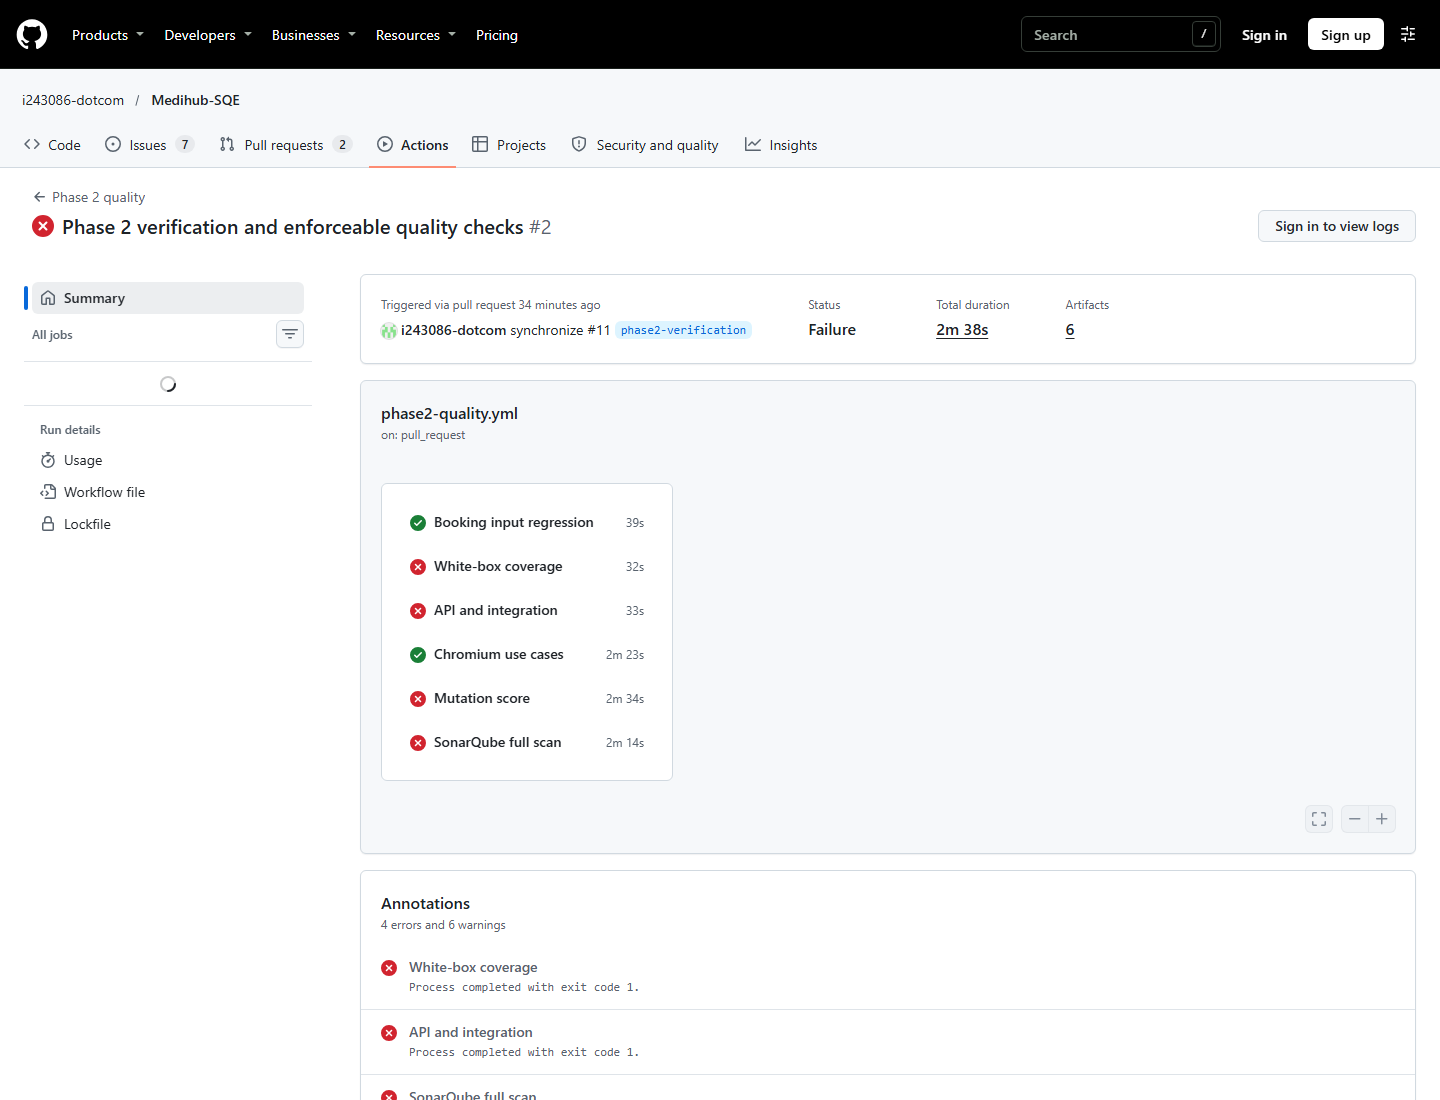 Products Developers Businesses Resources Pricing Search / Sign in Sign up
i243086-dotcom / Medihub-SQE
Code Issues 7 Pull requests 2 Actions Projects Security and quality Insights
Phase 2 quality
Phase 2 verification and enforceable quality checks #2
Sign in to view logs
Summary
All jobs
Run details
Usage
Workflow file
Lockfile
Triggered via pull request 34 minutes ago
i243086-dotcom synchronize #11 phase2-verification
Status
Failure
Total duration
2m 38s
Artifacts
6
phase2-quality.yml
on: pull_request
Booking input regression 39s
White-box coverage 32s
API and integration 33s
Chromium use cases 2m 23s
Mutation score 2m 34s
SonarQube full scan 2m 14s
Annotations
4 errors and 6 warnings
White-box coverage
Process completed with exit code 1.
API and integration
Process completed with exit code 1.
SonarQube full scan